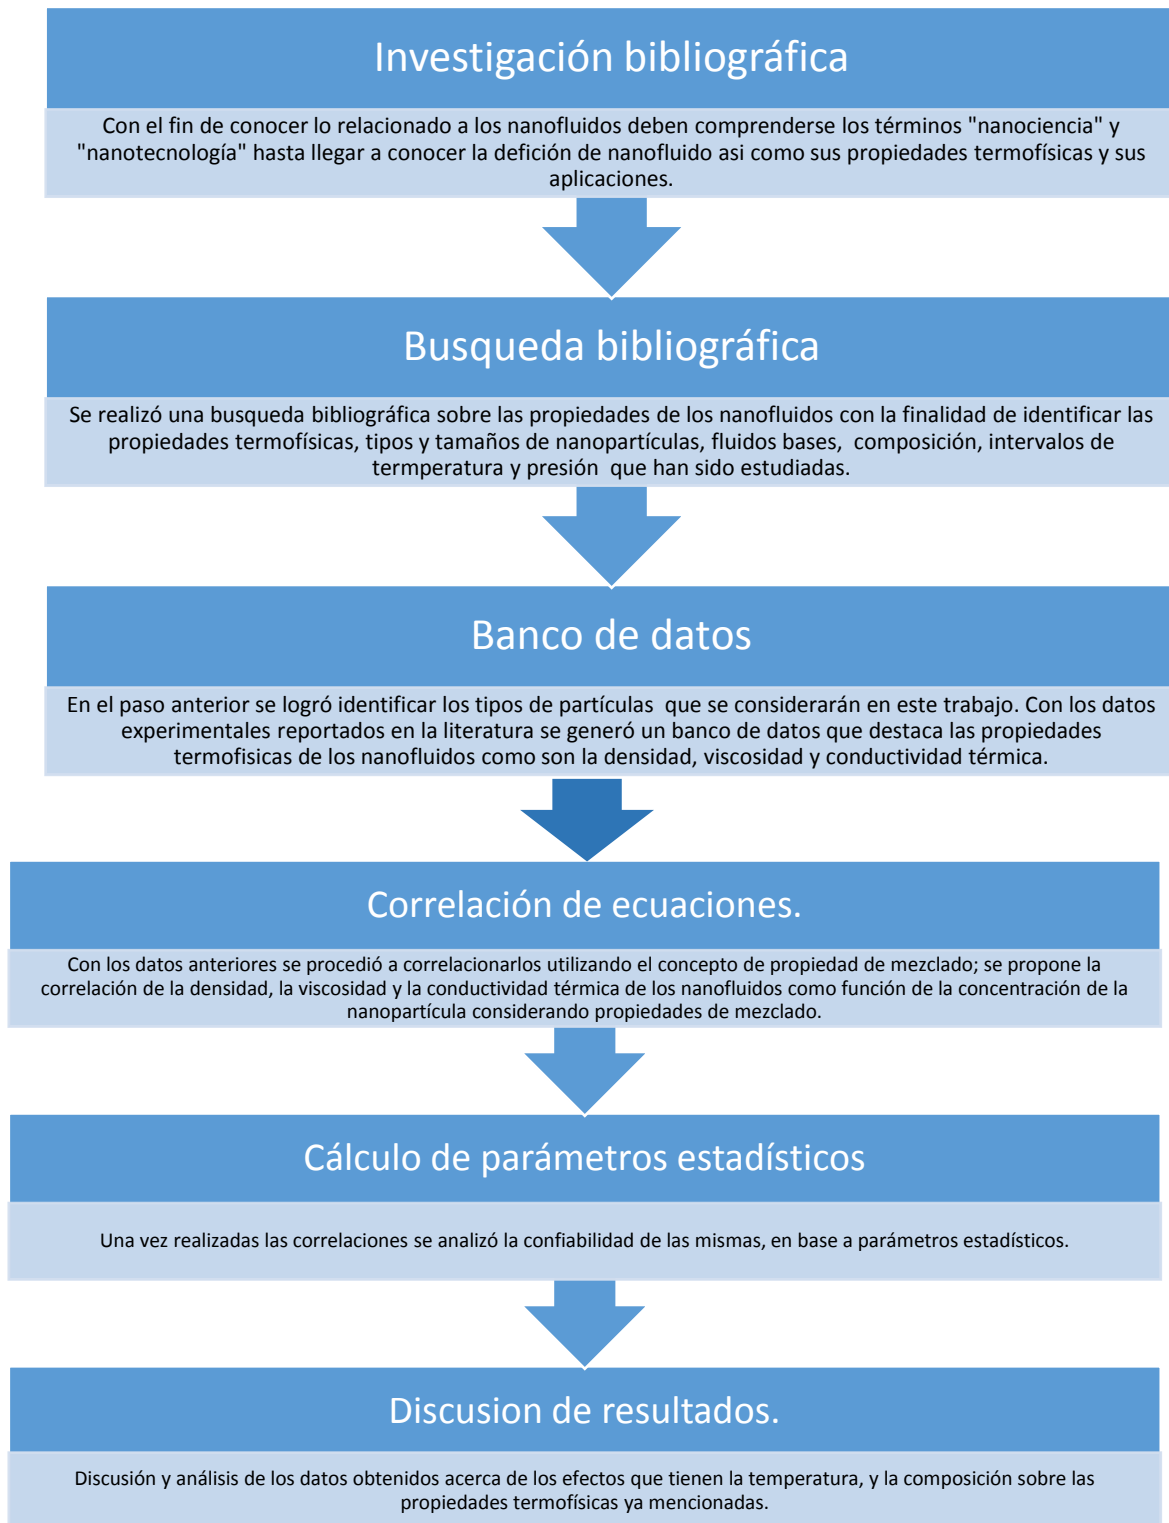 Investigación bibliográfica
Con el fin de conocer lo relacionado a los nanofluidos deben comprenderse los términos "nanociencia" y
"nanotecnología" hasta llegar a conocer la defición de nanofluido asi como sus propiedades termofísicas y sus
aplicaciones.
Busqueda bibliográfica
Se realizó una busqueda bibliográfica sobre las propiedades de los nanofluidos con la finalidad de identificar las
propiedades termofísicas, tipos y tamaños de nanopartículas, fluidos bases, composición, intervalos de
termperatura y presión que han sido estudiadas.
Banco de datos
En el paso anterior se logró identificar los tipos de partículas que se considerarán en este trabajo. Con los datos
experimentales reportados en la literatura se generó un banco de datos que destaca las propiedades
termofisicas de los nanofluidos como son la densidad, viscosidad y conductividad térmica.
Correlación de ecuaciones.
Con los datos anteriores se procedió a correlacionarlos utilizando el concepto de propiedad de mezclado; se propone la
correlación de la densidad, la viscosidad y la conductividad térmica de los nanofluidos como función de la concentración de la
nanopartícula considerando propiedades de mezclado.
Cálculo de parámetros estadísticos
Una vez realizadas las correlaciones se analizó la confiabilidad de las mismas, en base a parámetros estadísticos.
Discusion de resultados.
Discusión y análisis de los datos obtenidos acerca de los efectos que tienen la temperatura, y la composición sobre las
propiedades termofísicas ya mencionadas.